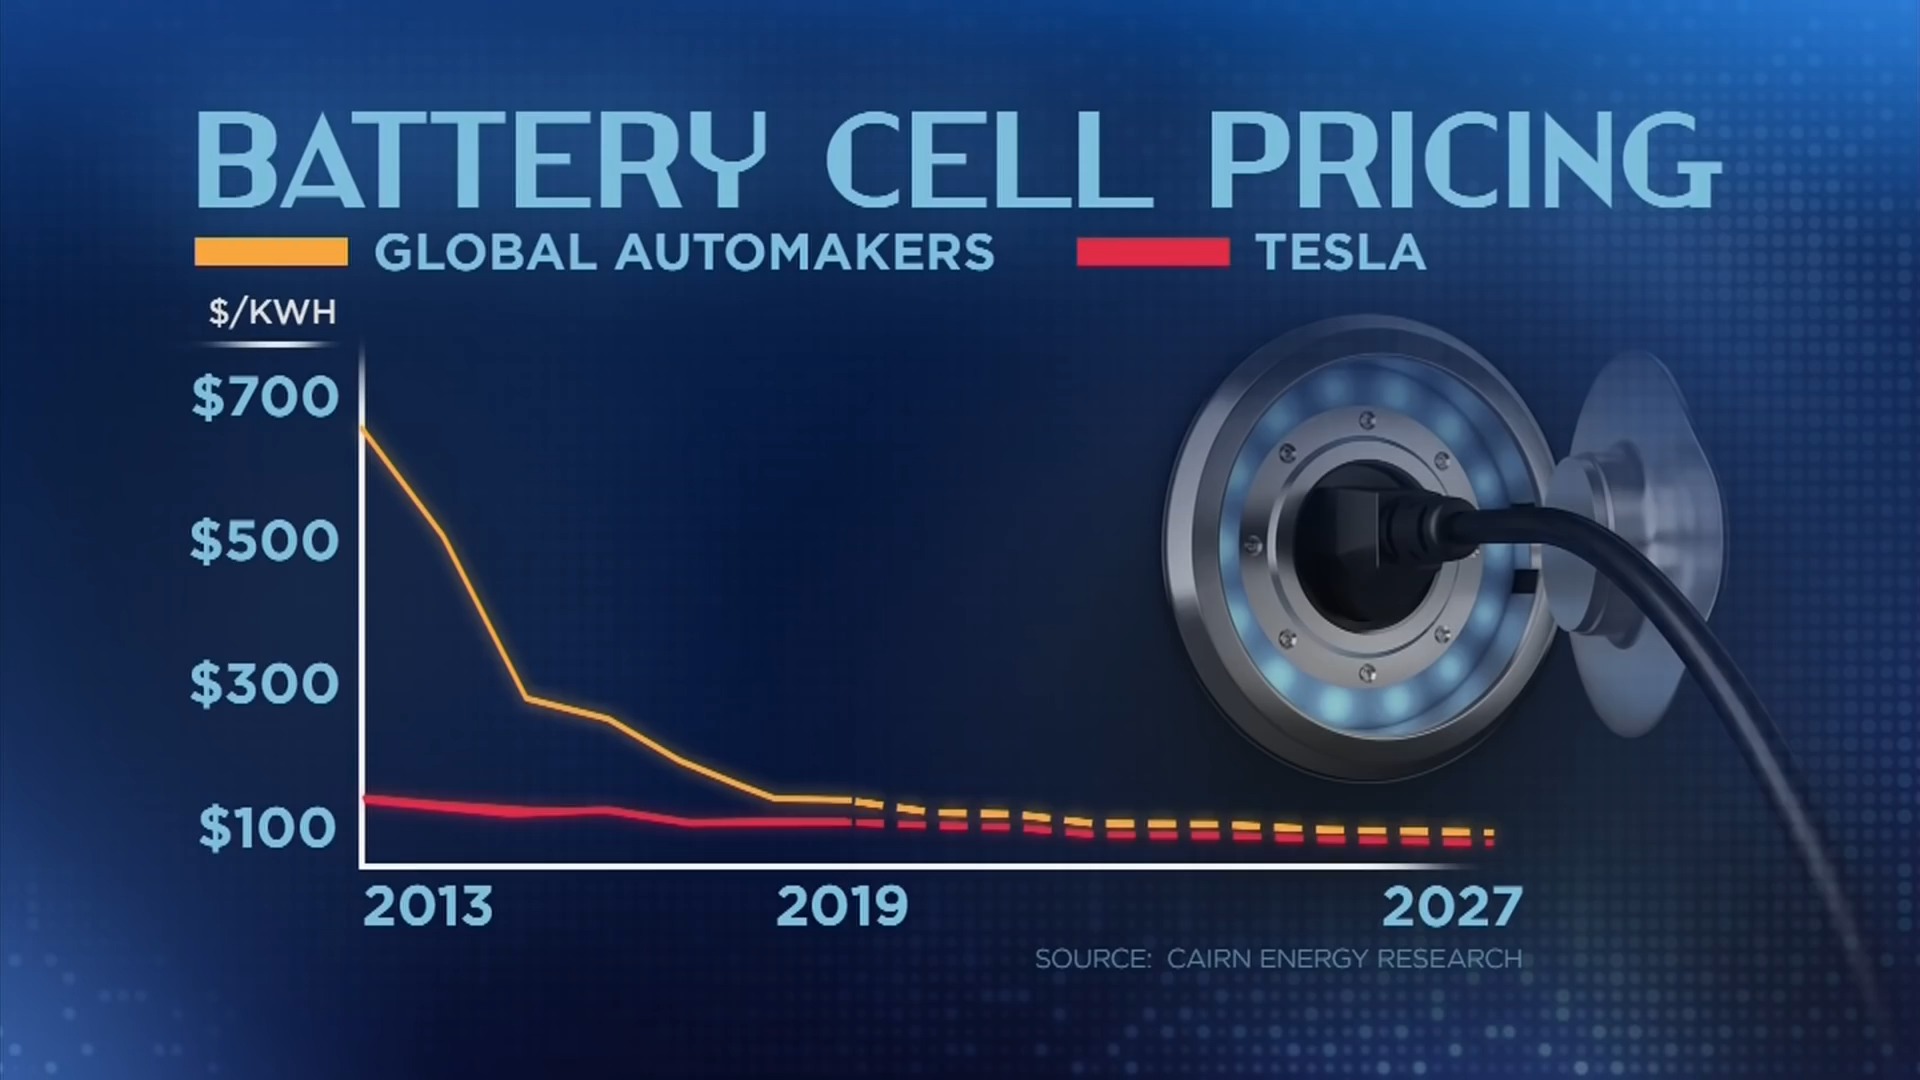 BATTERY CELL PRICING
GLOBAL AUTOMAKERS TESLA
$/KWH
$700
$500
$300
$100
2013 2019 2027
SOURCE: CAIRN ENERGY RESEARCH